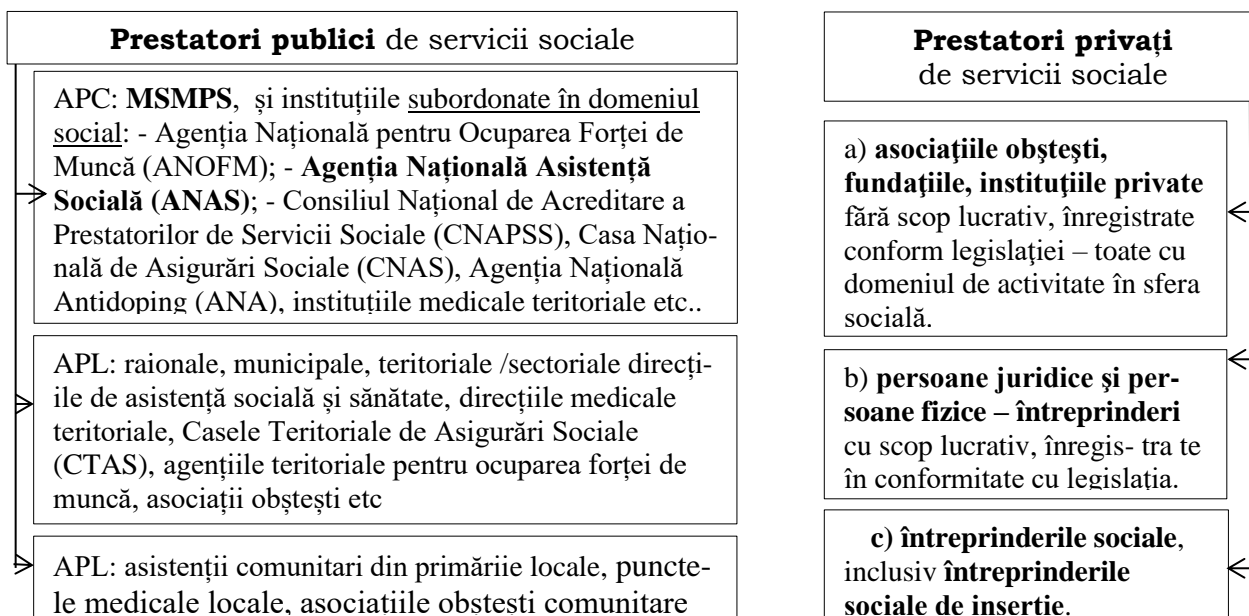 Prestatori publici de servicii sociale
APC: MSMPS, și instituțiile subordonate în domeniul
social: - Agenția Națională pentru Ocuparea Forței de
Muncă (ANOFM); - Agenția Națională Asistență
Socială (ANAS); - Consiliul Național de Acreditare a
Prestatorilor de Servicii Sociale (CNAPSS), Casa Națio-
nală de Asigurări Sociale (CNAS), Agenția Națională
Antidoping (ANA), instituțiile medicale teritoriale etc..
APL: raionale, municipale, teritoriale /sectoriale direcți-
ile de asistență socială și sănătate, direcțiile medicale
teritoriale, Casele Teritoriale de Asigurări Sociale
(CTAS), agențiile teritoriale pentru ocuparea forței de
muncă, asociații obștești etc
APL: asistenții comunitari din primăriie locale, puncte-
le medicale locale, asociațiile obștești comunitare
Prestatori privați
de servicii sociale
a) asociaţiile obşteşti,
fundaţiile, instituţiile private
fără scop lucrativ, înregistrate
conform legislaţiei – toate cu
domeniul de activitate în sfera
socială.
b) persoane juridice şi per-
soane fizice – întreprinderi
cu scop lucrativ, înregis- tra te
în conformitate cu legislaţia.
c) întreprinderile sociale,
inclusiv întreprinderile
sociale de inserţie.